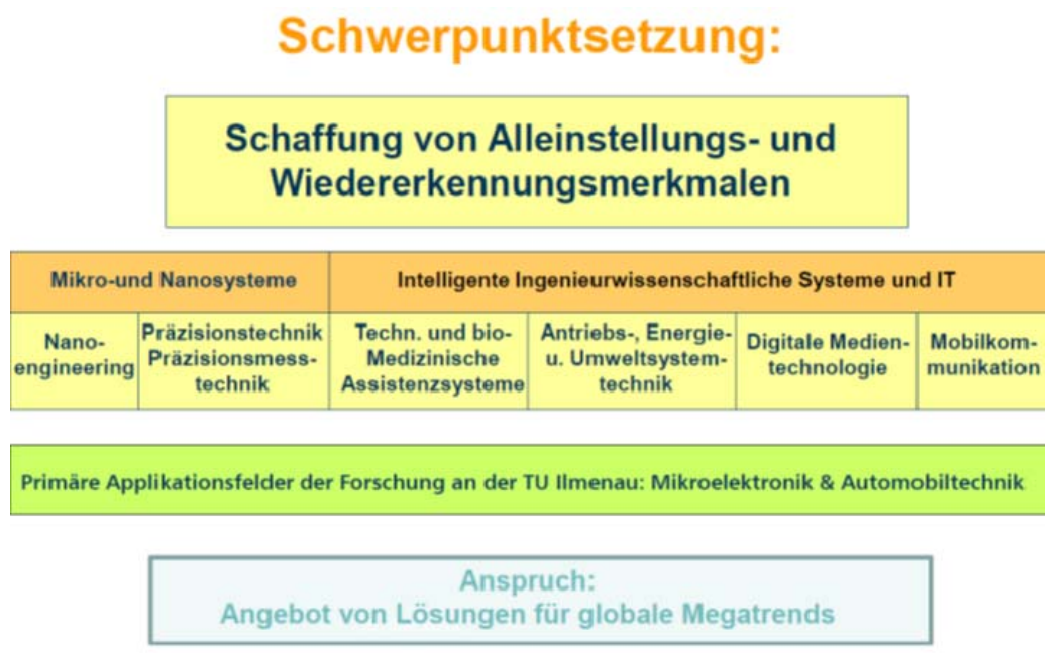 Schwerpunktsetzung:
Schaffung von Alleinstellungs- und
Wiedererkennungsmerkmalen
Mikro-und Nanosysteme
Intelligente Ingenieurwissenschaftliche Systeme und IT
Nano-
engineering
Präzisionstechnik
Präzisionsmess-
technik
Techn. und bio-
Medizinische
Assistenzsysteme
Antriebs-, Energie-
u. Umweltsystem-
technik
Digitale Medien-
technologie
Mobilkom-
munikation
Primäre Applikationsfelder der Forschung an der TU Ilmenau: Mikroelektronik & Automobiltechnik
Anspruch:
Angebot von Lösungen für globale Megatrends